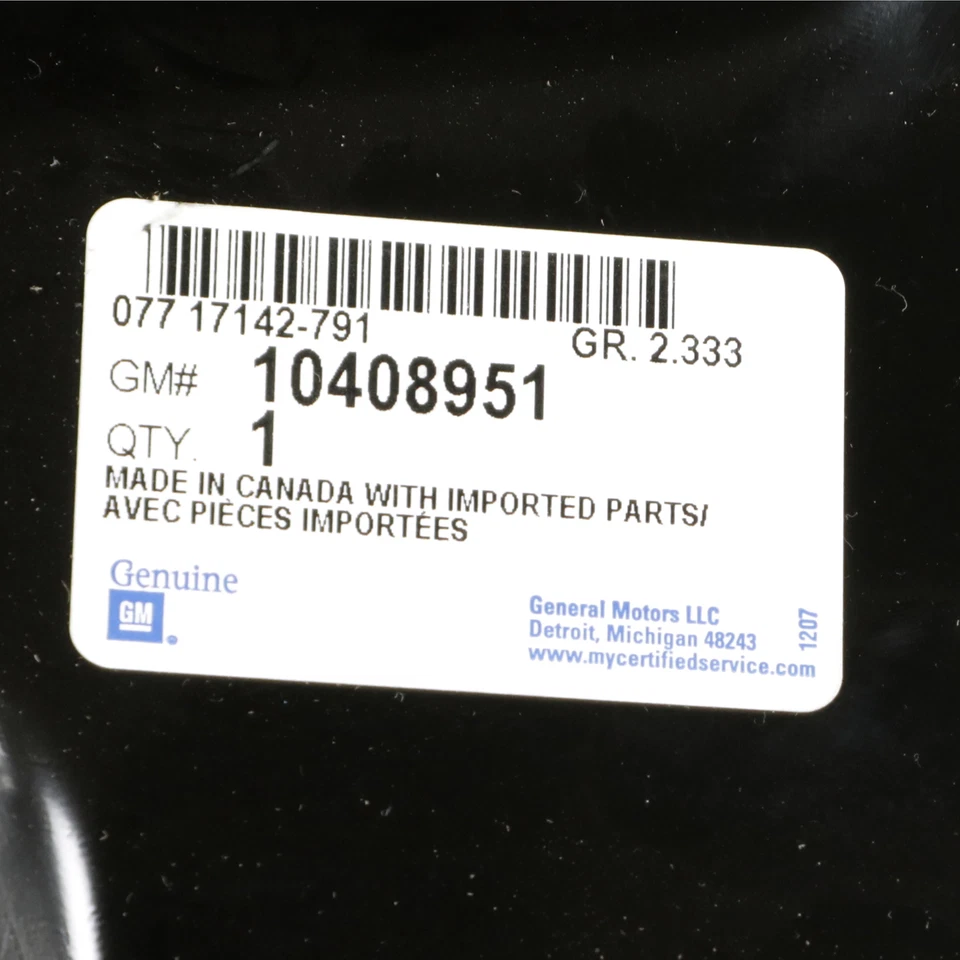 077 17142-791
GR. 2.333
GM# 10408951
QTY. 1
MADE IN CANADA WITH IMPORTED PARTS/
AVEC PIÈCES IMPORTÉES
Genuine
GM
General Motors LLC
Detroit, Michigan 48243
www.mycertifiedservice.com
1207